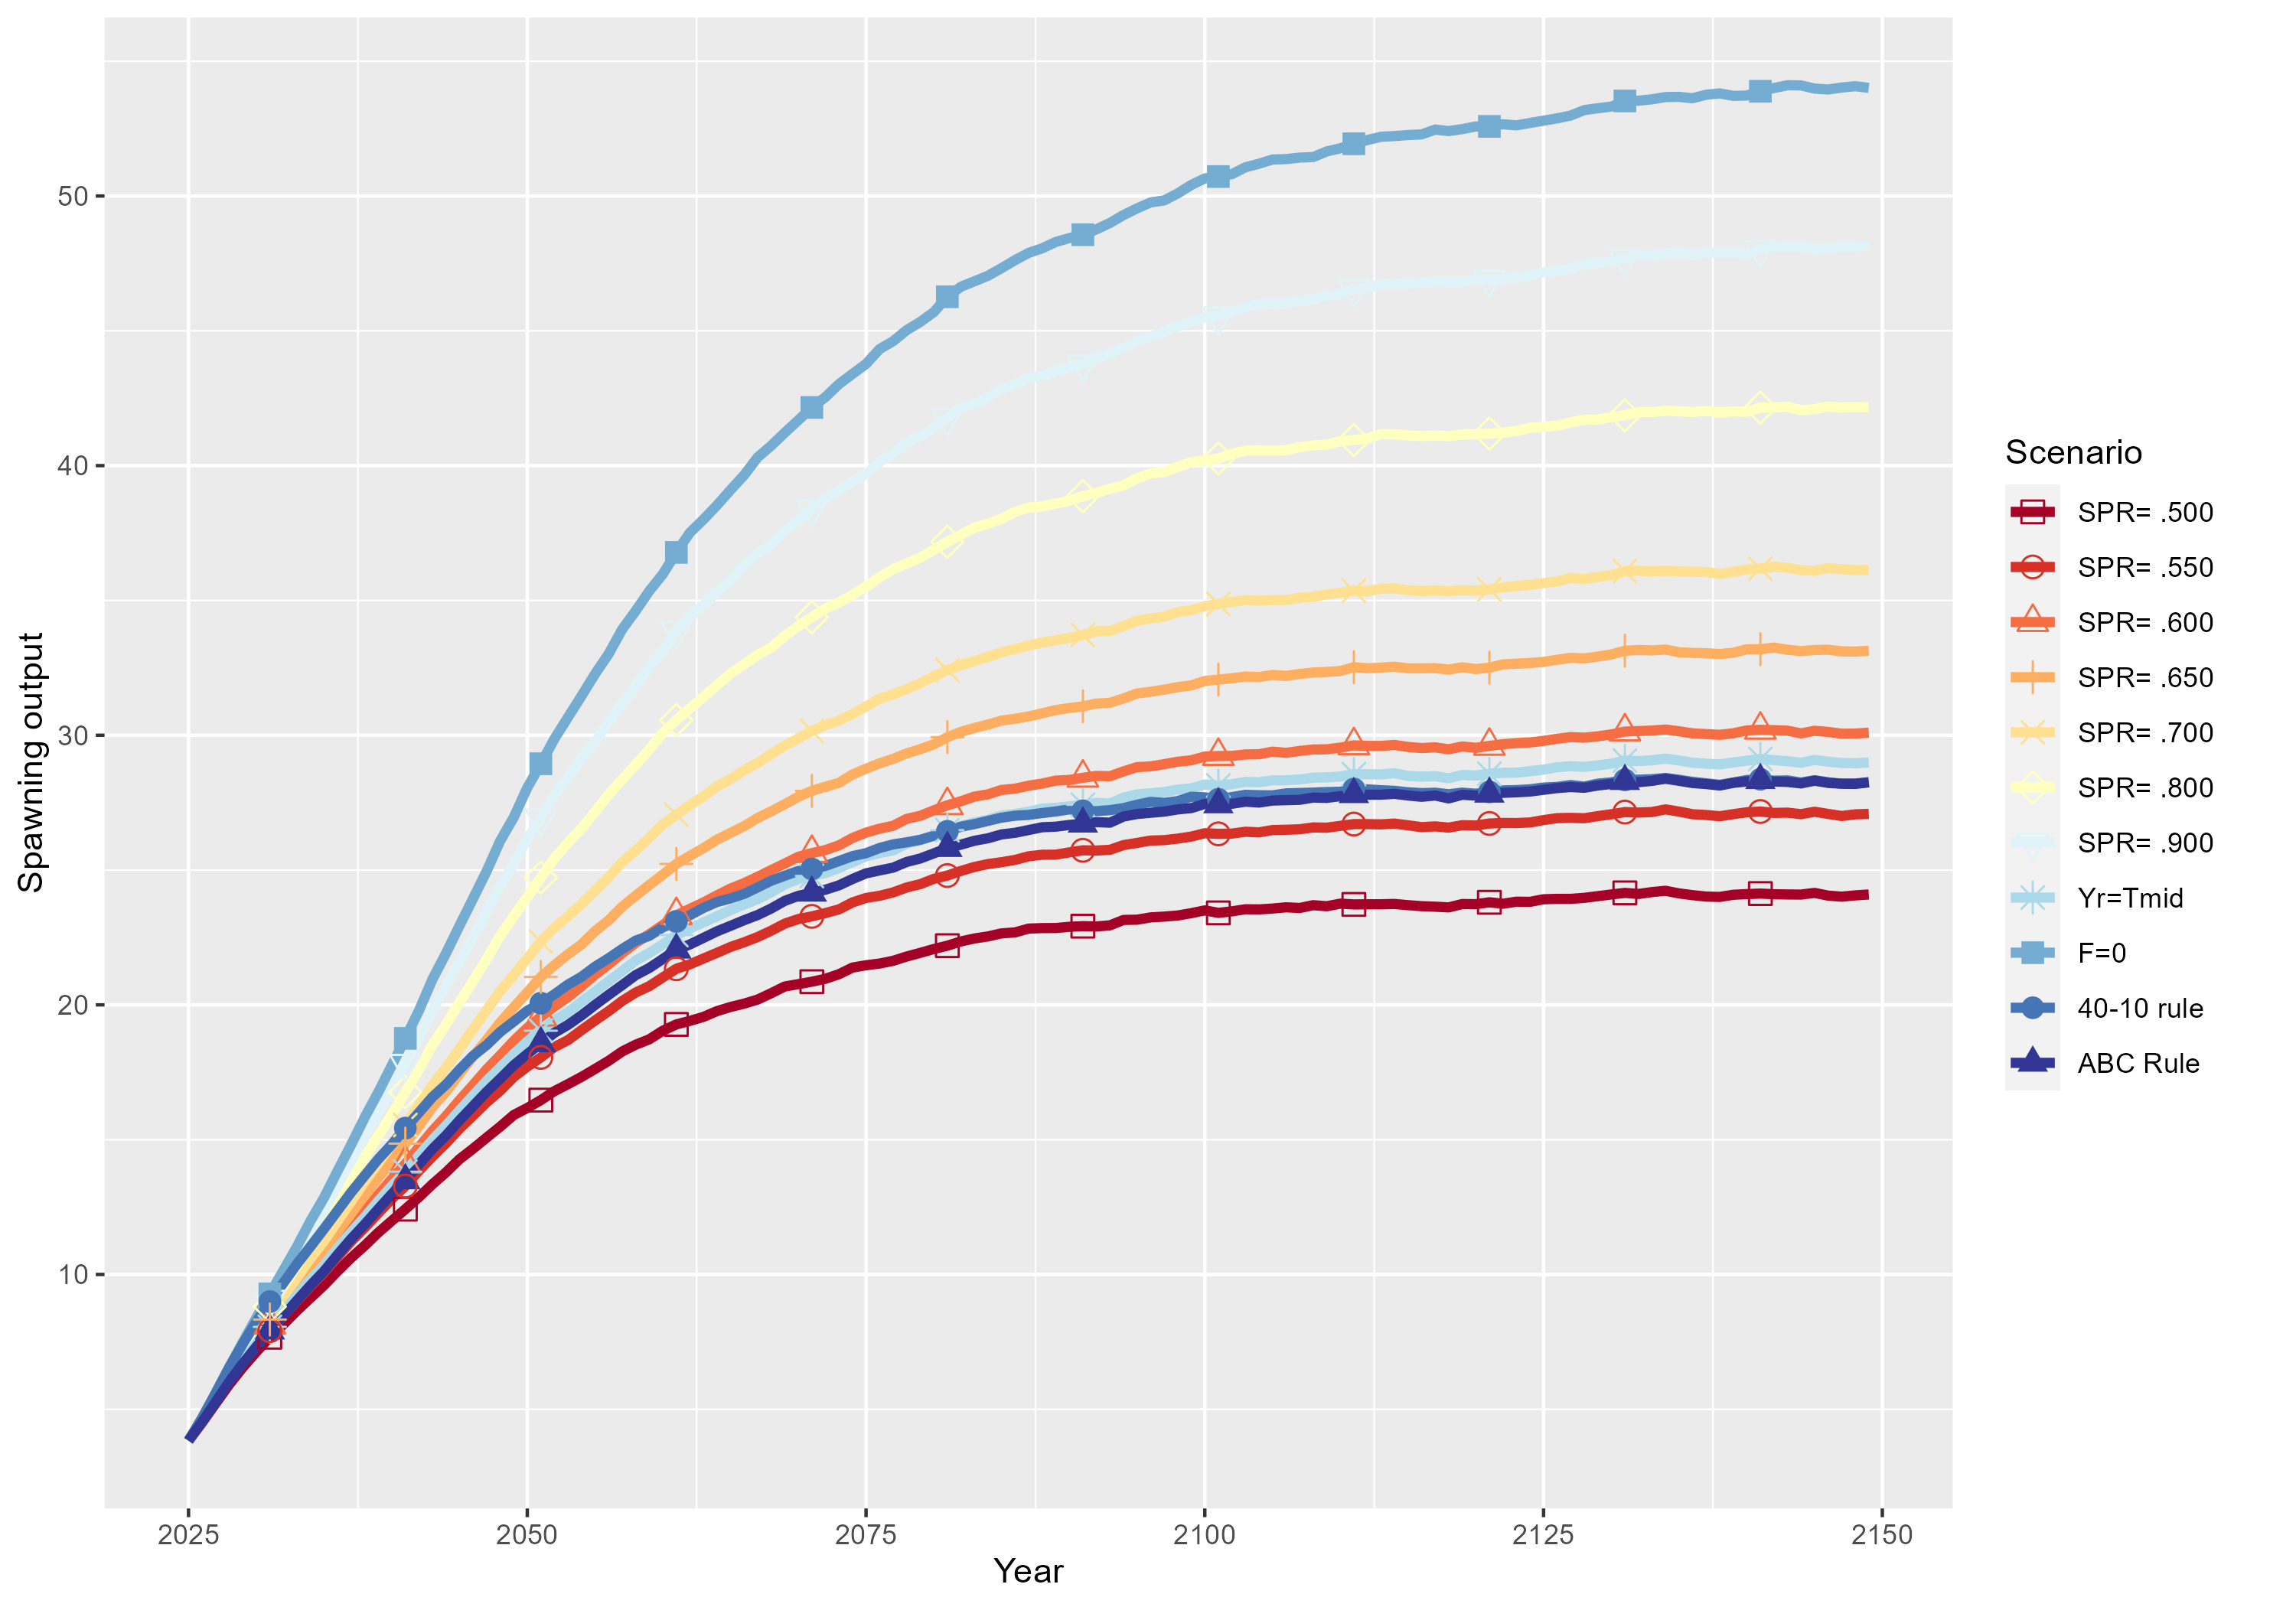 50
40
30
20
10
Spawning output
2025
2050
2075
2100
2125
2150
Year
Scenario
SPR= .500
SPR= .550
SPR= .600
SPR= .650
SPR= .700
SPR= .800
SPR= .900
Yr=Tmid
F=0
40-10 rule
ABC Rule